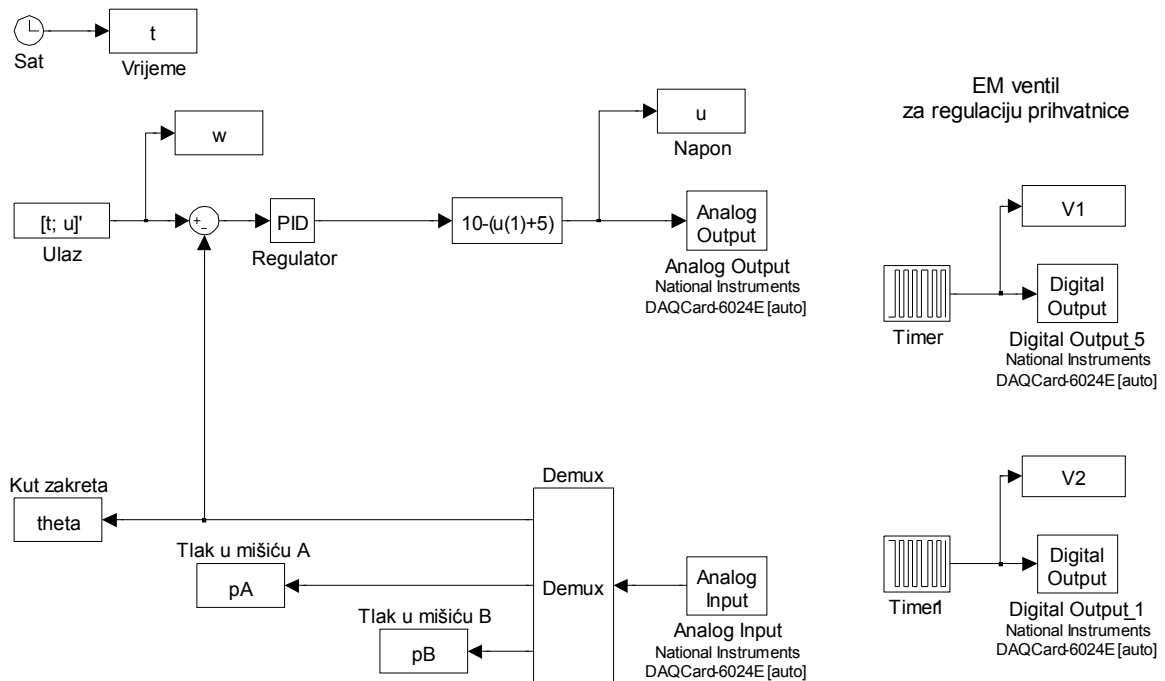 t
Sat
Vrijeme
EM ventil
za regulaciju prihvatnice
w
u
Napon
[t; u]'
Ulaz
+
−
PID
Regulator
10-(u(1)+5)
Analog
Output
Analog Output
National Instruments
DAQCard-6024E [auto]
V1
Timer
Digital
Output
Digital Output_5
National Instruments
DAQCard-6024E [auto]
Kut zakreta
theta
Tlak u mišiću A
pA
Tlak u mišiću B
pB
Demux
Demux
Analog
Input
Analog Input
National Instruments
DAQCard-6024E [auto]
V2
Timer1
Digital
Output
Digital Output_1
National Instruments
DAQCard-6024E [auto]